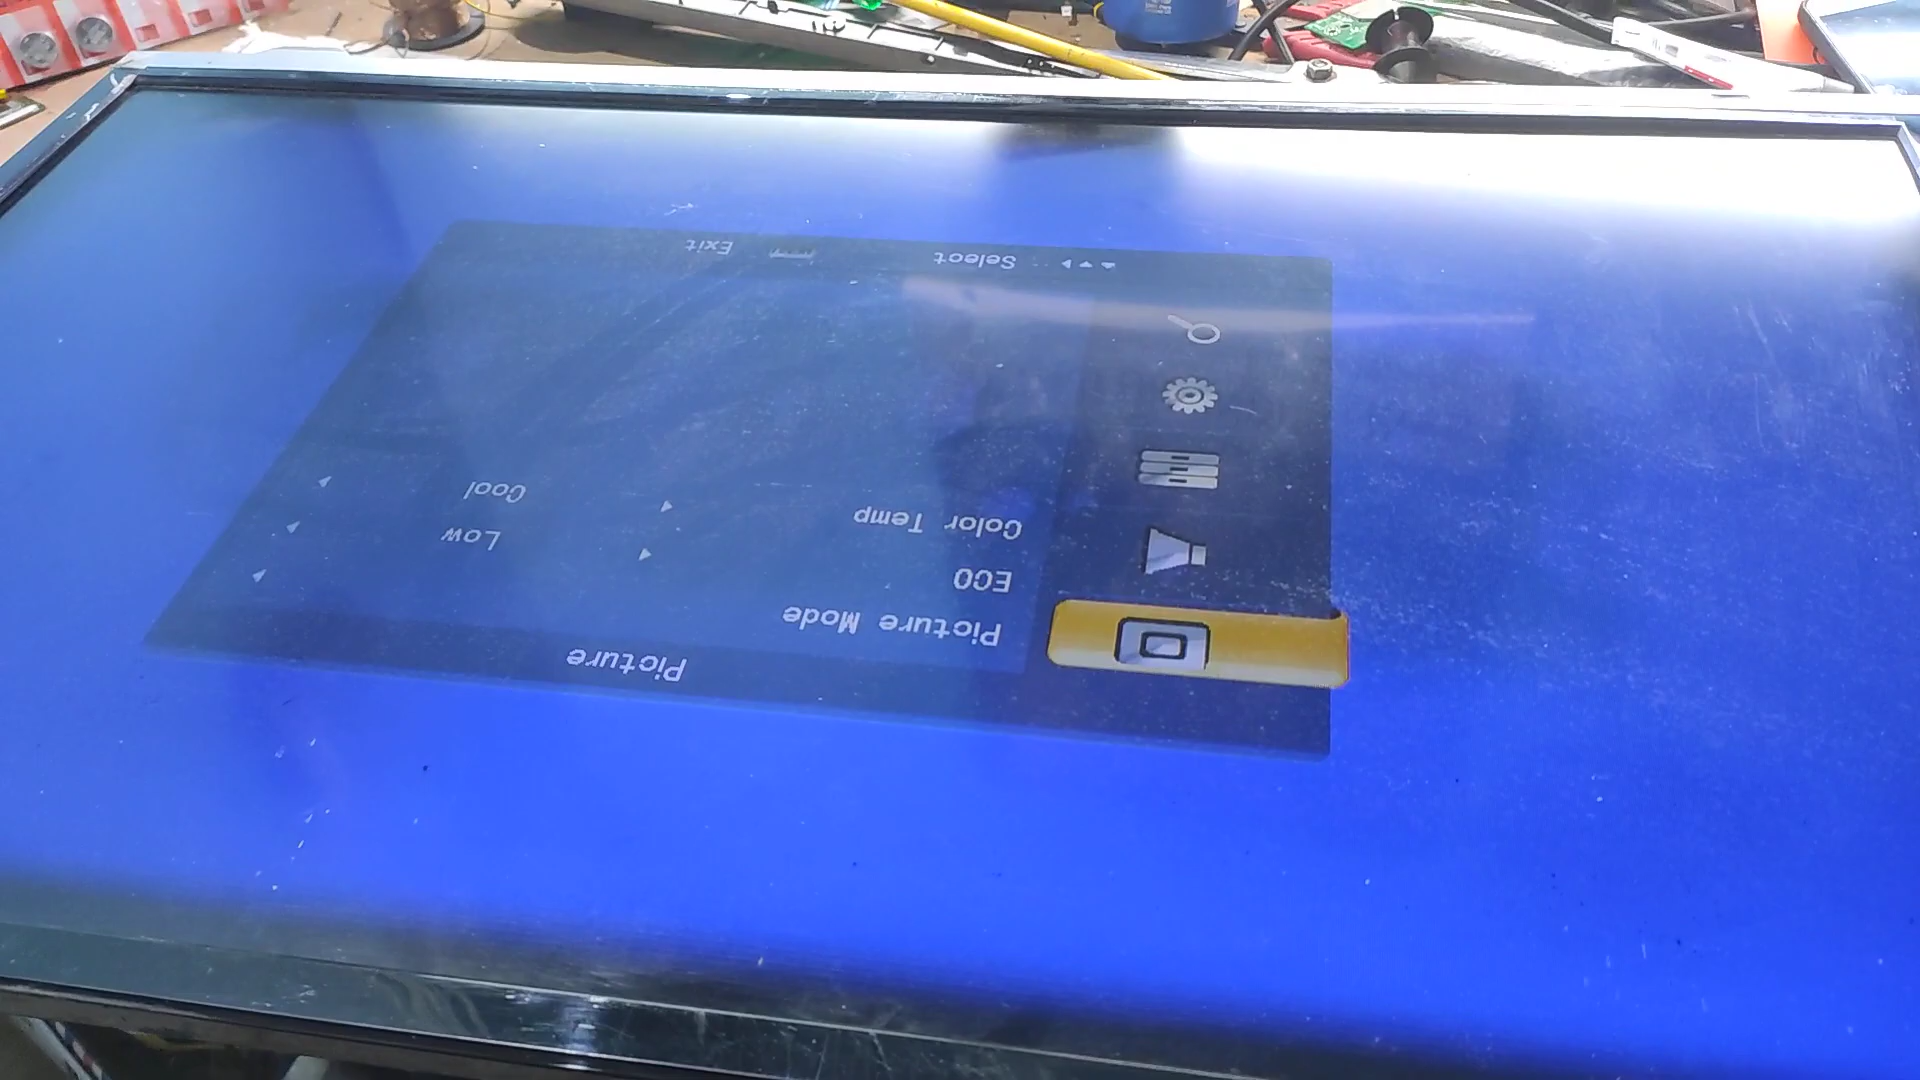 Picture
Picture Mode
ECO Low
Color Temp Cool
Select Exit